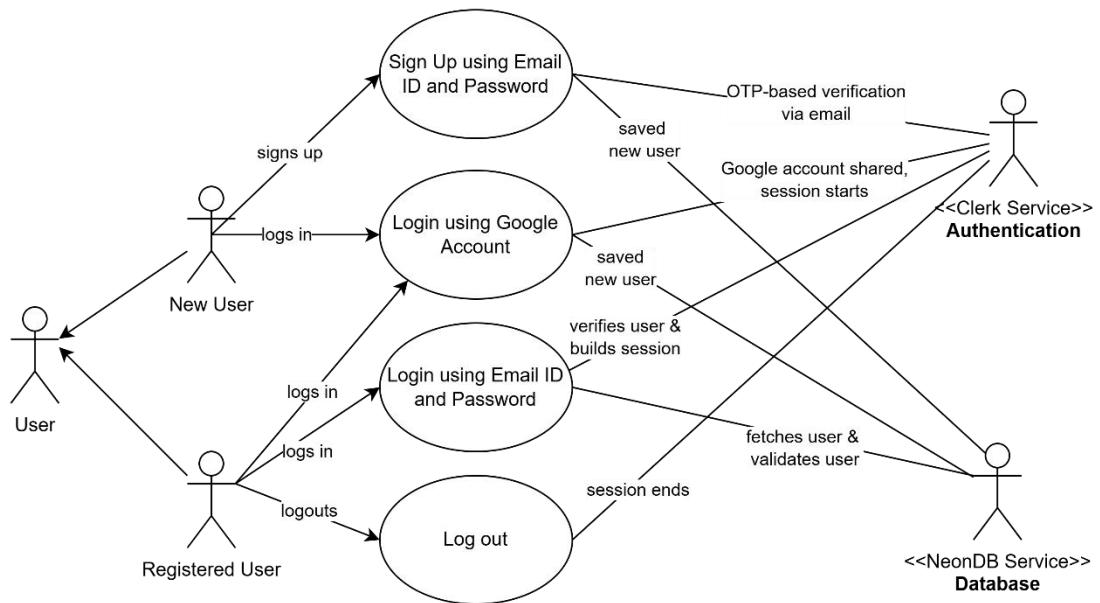 Sign Up using Email
ID and Password
OTP-based verification
via email
saved
new user
signs up
Google account shared,
session starts
<<Clerk Service>>
Authentication
Login using Google
Account
logs in
saved
new user
New User
verifies user &
builds session
Login using Email ID
and Password
logs in
User
logs in
fetches user &
validates user
session ends
logouts
Log out
Registered User
<<NeonDB Service>>
Database